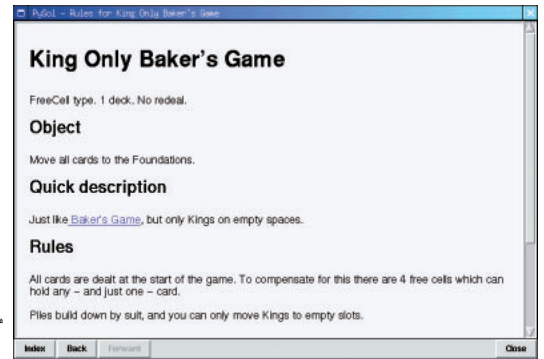 PySol - Rules for King Only Baker's Game
King Only Baker's Game
FreeCell type. 1 deck. No redeal.
Object
Move all cards to the Foundations.
Quick description
Just like Baker's Game, but only Kings on empty spaces.
Rules
All cards are dealt at the start of the game. To compensate for this there are 4 free cells which can
hold any – and just one – card.
Piles build down by suit, and you can only move Kings to empty slots.
Index Back Forward Close